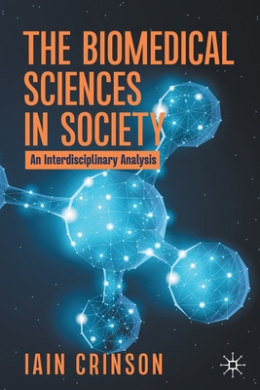 THE BIOMEDICAL
SCIENCES
IN SOCIETY
An Interdisciplinary Analysis
IAIN CRINSON